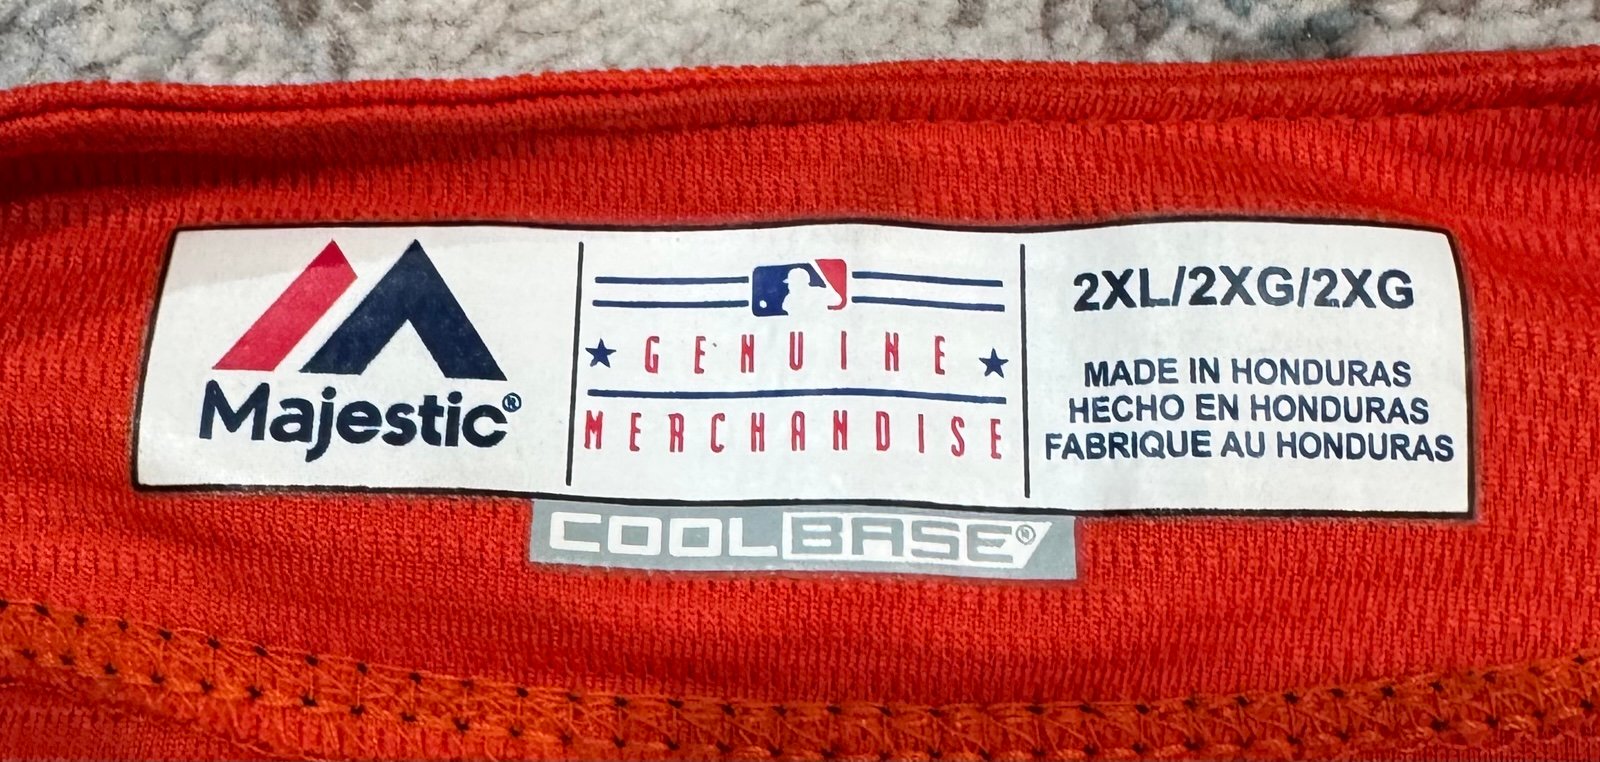 Majestic®
GENUINE
MERCHANDISE
2XL/2XG/2XG
MADE IN HONDURAS
HECHO EN HONDURAS
FABRIQUE AU HONDURAS
COOLBASE®